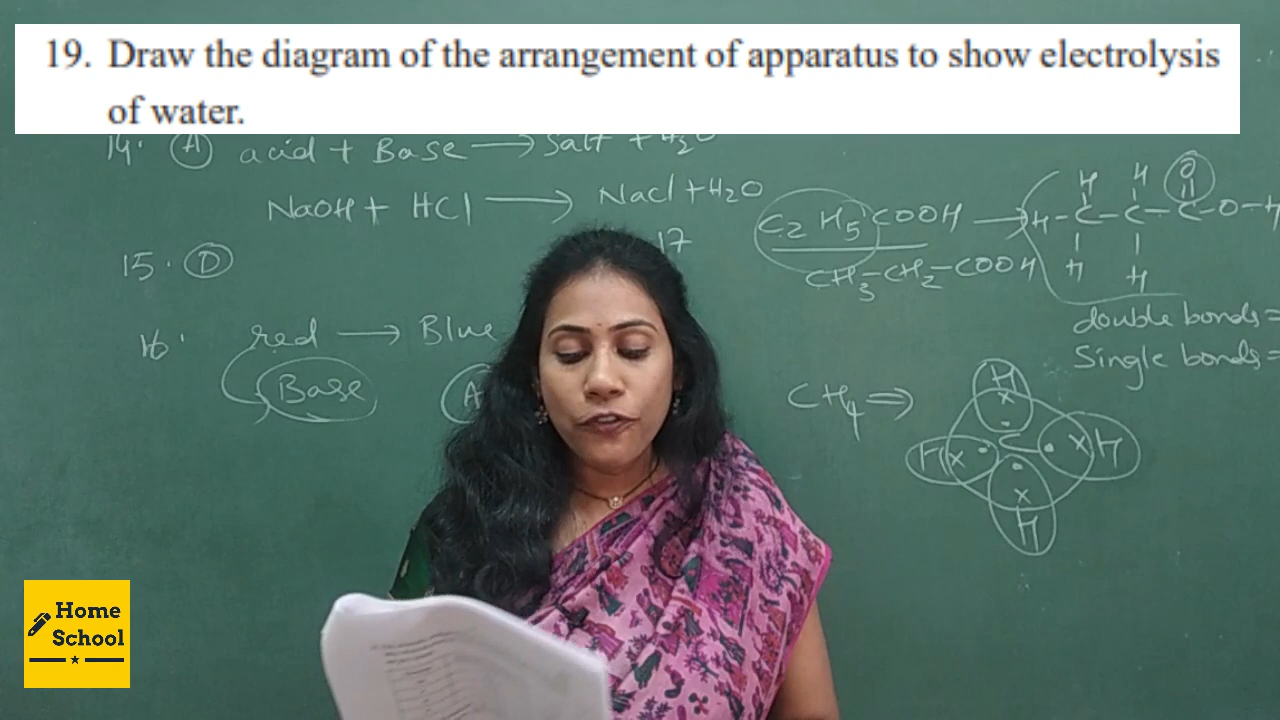 19. Draw the diagram of the arrangement of apparatus to show electrolysis
of water.
14. A acid + Base → Salt + H₂O
NaOH + HCl → NaCl + H₂O
15. D
16. red → Blue
Base
A
17
C₂H₅COOH →
CH₃-CH₂-COOH
H H O
H-C-C-C-O-H
H H
double bonds =
Single bonds =
CH₄ ⇒
H
H C H
H
Home
School